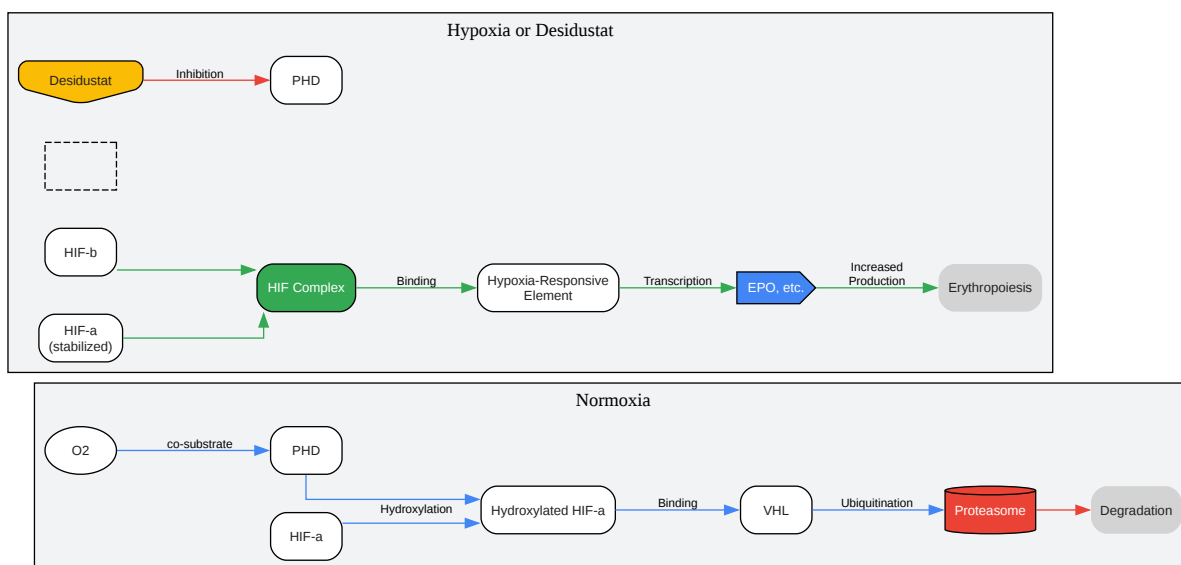 Hypoxia or Desidustat
Desidustat
Inhibition
PHD
HIF-b
HIF-a
(stabilized)
HIF Complex
Binding
Hypoxia-Responsive
Element
Transcription
EPO, etc.
Increased
Production
Erythropoiesis
Normoxia
O2
co-substrate
PHD
HIF-a
Hydroxylation
Hydroxylated HIF-a
Binding
VHL
Ubiquitination
Proteasome
Degradation